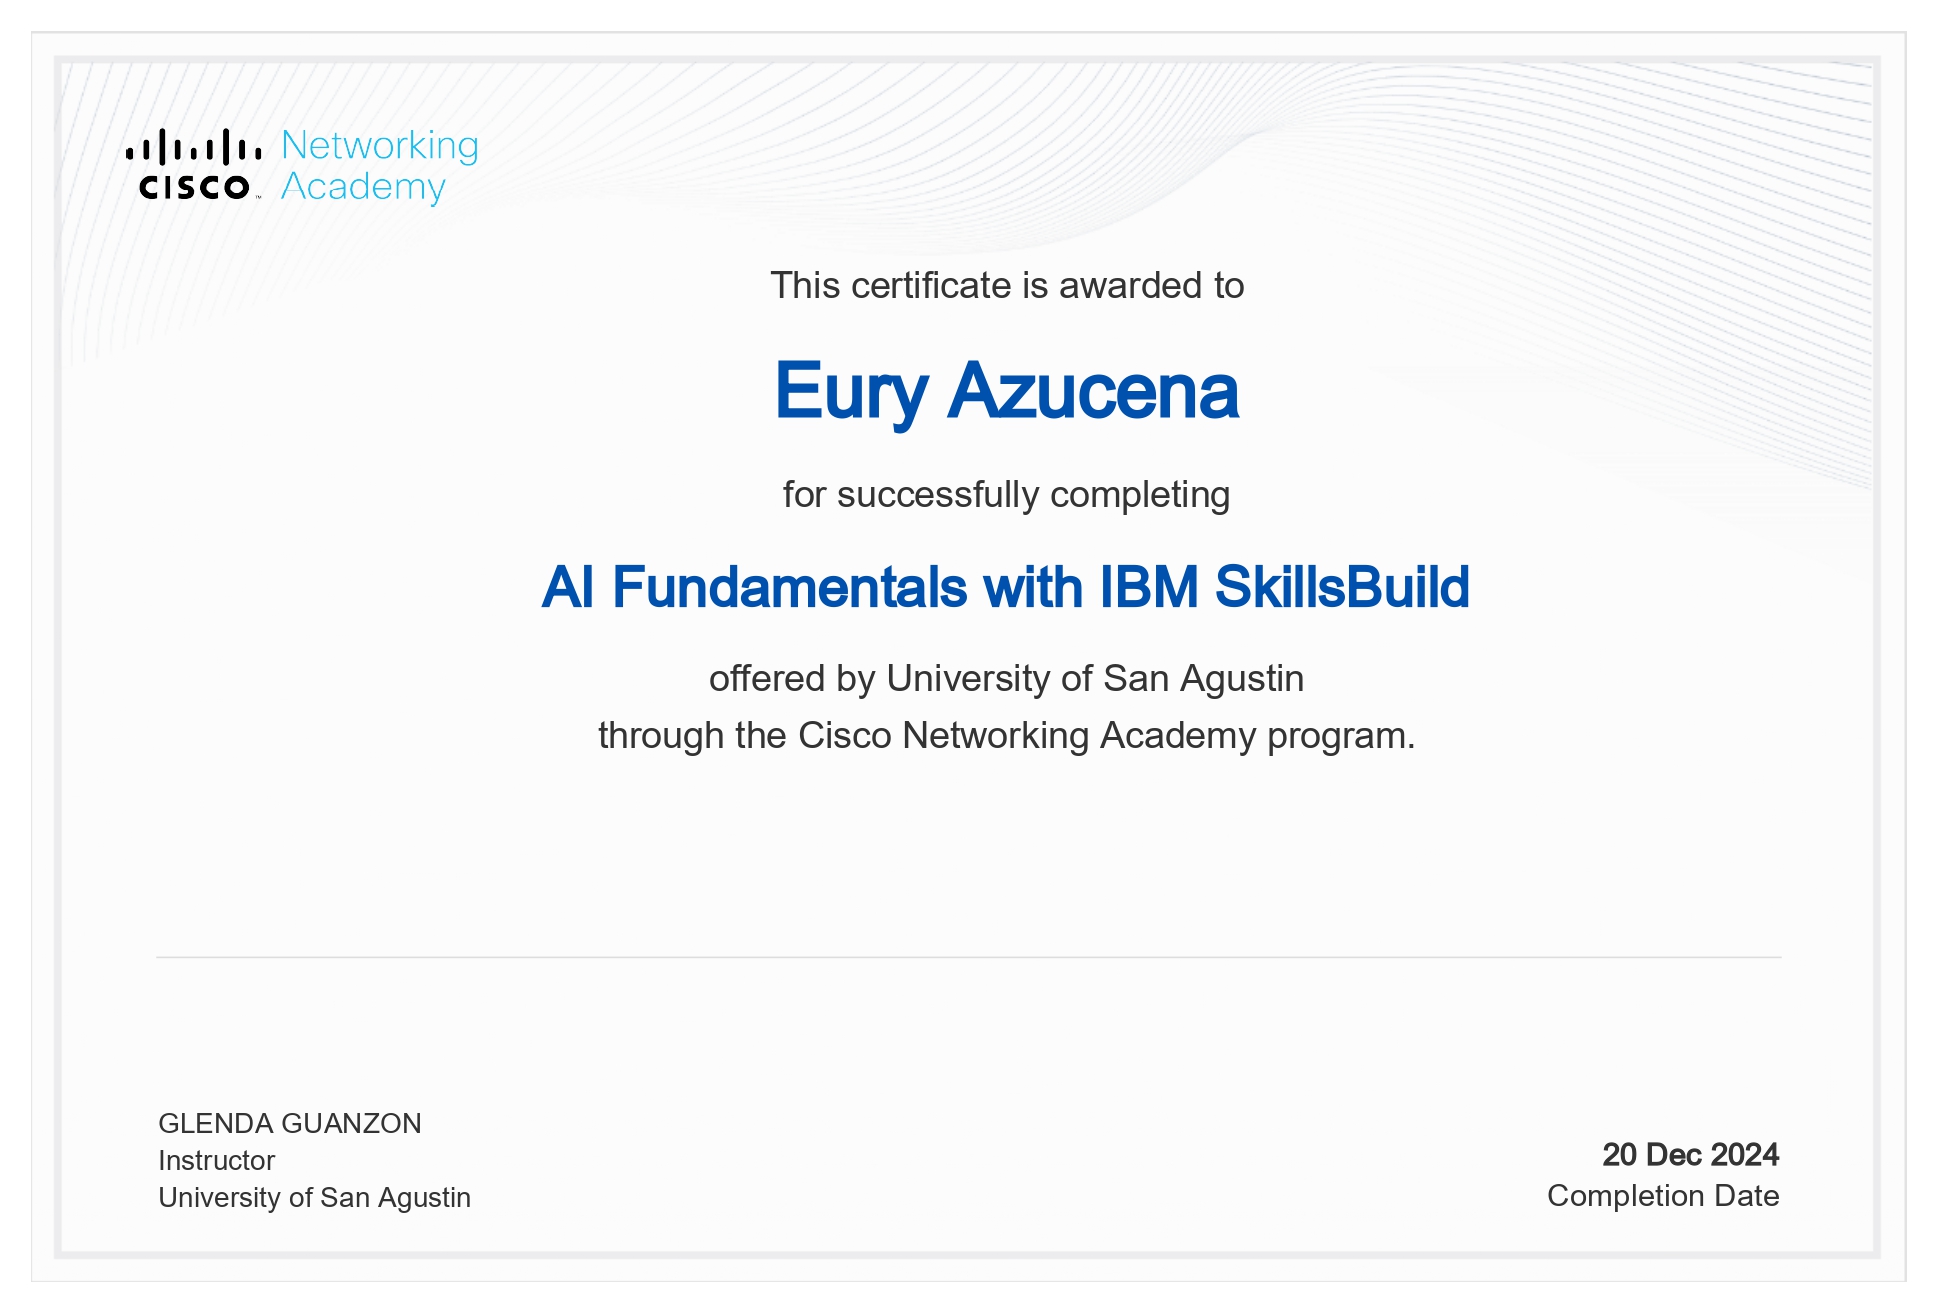 Networking
Academy
CISCO™
This certificate is awarded to
Eury Azucena
for successfully completing
AI Fundamentals with IBM SkillsBuild
offered by University of San Agustin
through the Cisco Networking Academy program.
GLENDA GUANZON
Instructor
University of San Agustin
20 Dec 2024
Completion Date